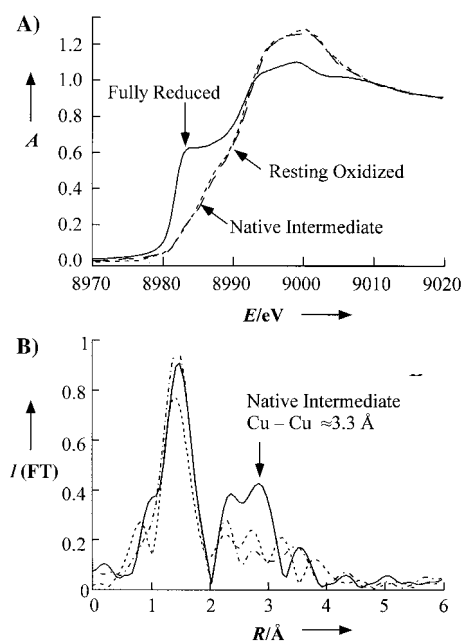 A)
1.2
1.0
0.8
0.6
0.4
0.2
0.0
A
Fully Reduced
Resting Oxidized
Native Intermediate
8970 8980 8990 9000 9010 9020
E/eV
B)
1
0.8
0.6
0.4
0.2
0
I (FT)
Native Intermediate
Cu – Cu ≈3.3 Å
0 1 2 3 4 5 6
R/Å